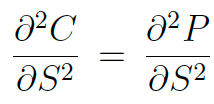 ∂²C/∂S² = ∂²P/∂S²